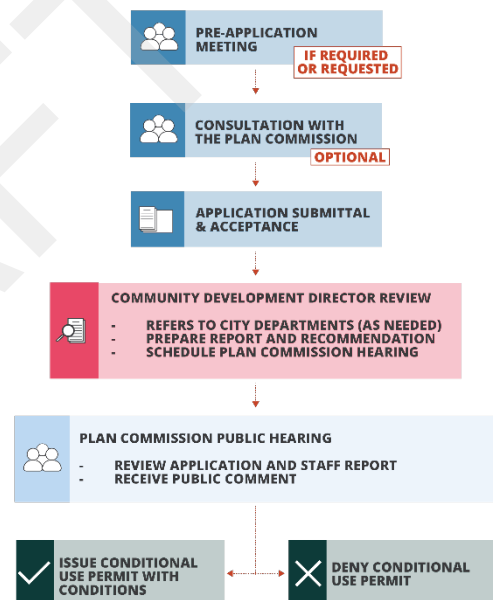 PRE-APPLICATION
MEETING
IF REQUIRED
OR REQUESTED
CONSULTATION WITH
THE PLAN COMMISSION
OPTIONAL
APPLICATION SUBMITTAL
& ACCEPTANCE
COMMUNITY DEVELOPMENT DIRECTOR REVIEW
- REFERS TO CITY DEPARTMENTS (AS NEEDED)
- PREPARE REPORT AND RECOMMENDATION
- SCHEDULE PLAN COMMISSION HEARING
PLAN COMMISSION PUBLIC HEARING
- REVIEW APPLICATION AND STAFF REPORT
- RECEIVE PUBLIC COMMENT
ISSUE CONDITIONAL
USE PERMIT WITH
CONDITIONS
DENY CONDITIONAL
USE PERMIT